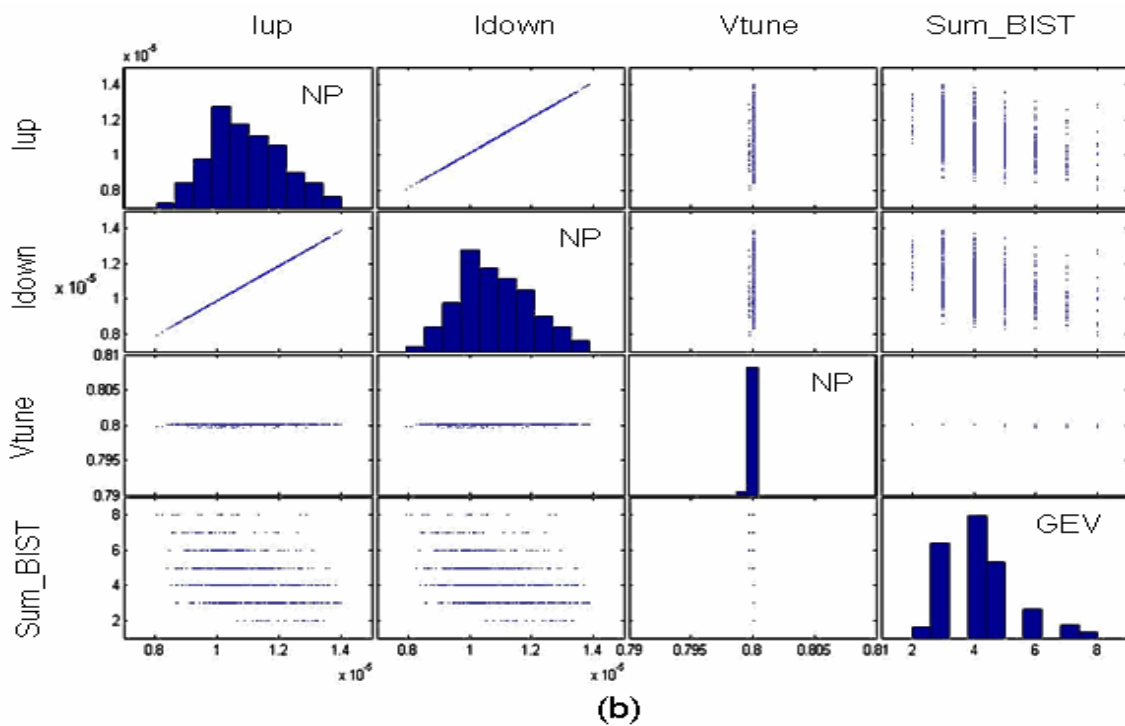 Iup Idown Vtune Sum_BIST
x 10⁻⁵
1.4
1.2
1
0.8
Iup
NP
1.4
1.2
1
0.8
Idown
x 10⁻⁵
NP
0.81
0.805
0.8
0.795
0.79
Vtune
NP
8
6
4
2
Sum_BIST
GEV
0.8 1 1.2 1.4 0.8 1 1.2 1.4 0.79 0.795 0.8 0.805 0.81 2 4 6 8
x 10⁻⁵ x 10⁻⁵
(b)